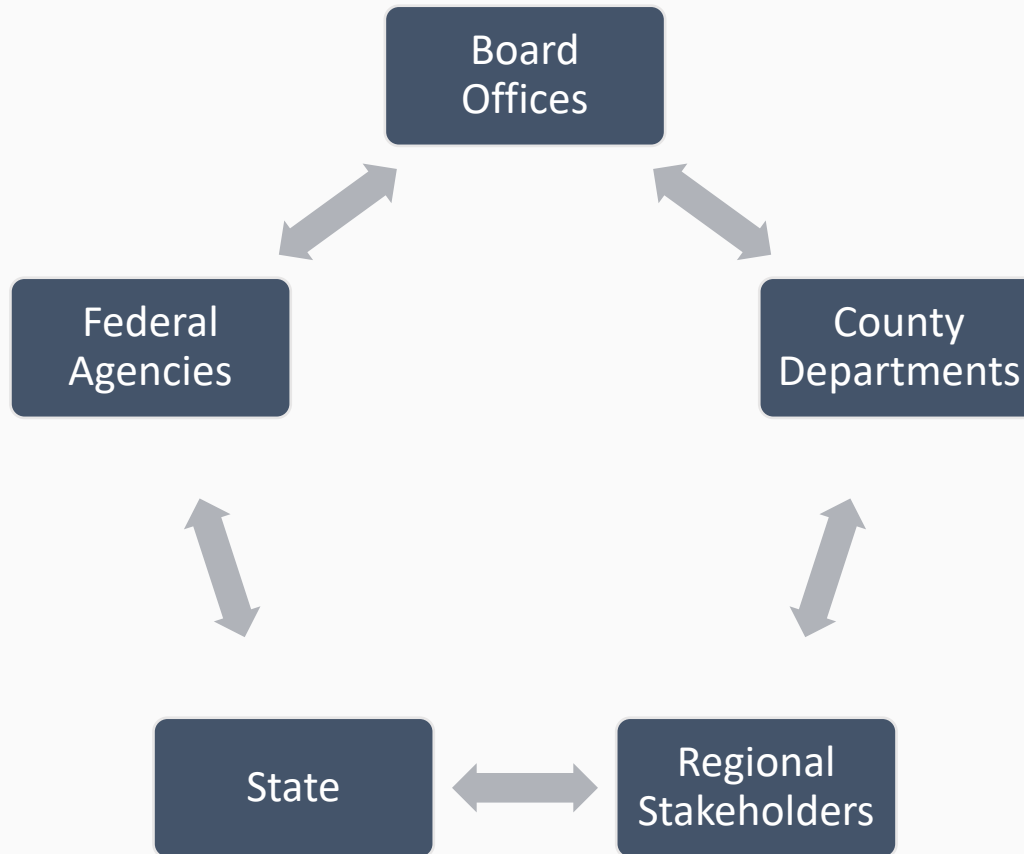 Board
Offices
Federal
Agencies
County
Departments
State
Regional
Stakeholders